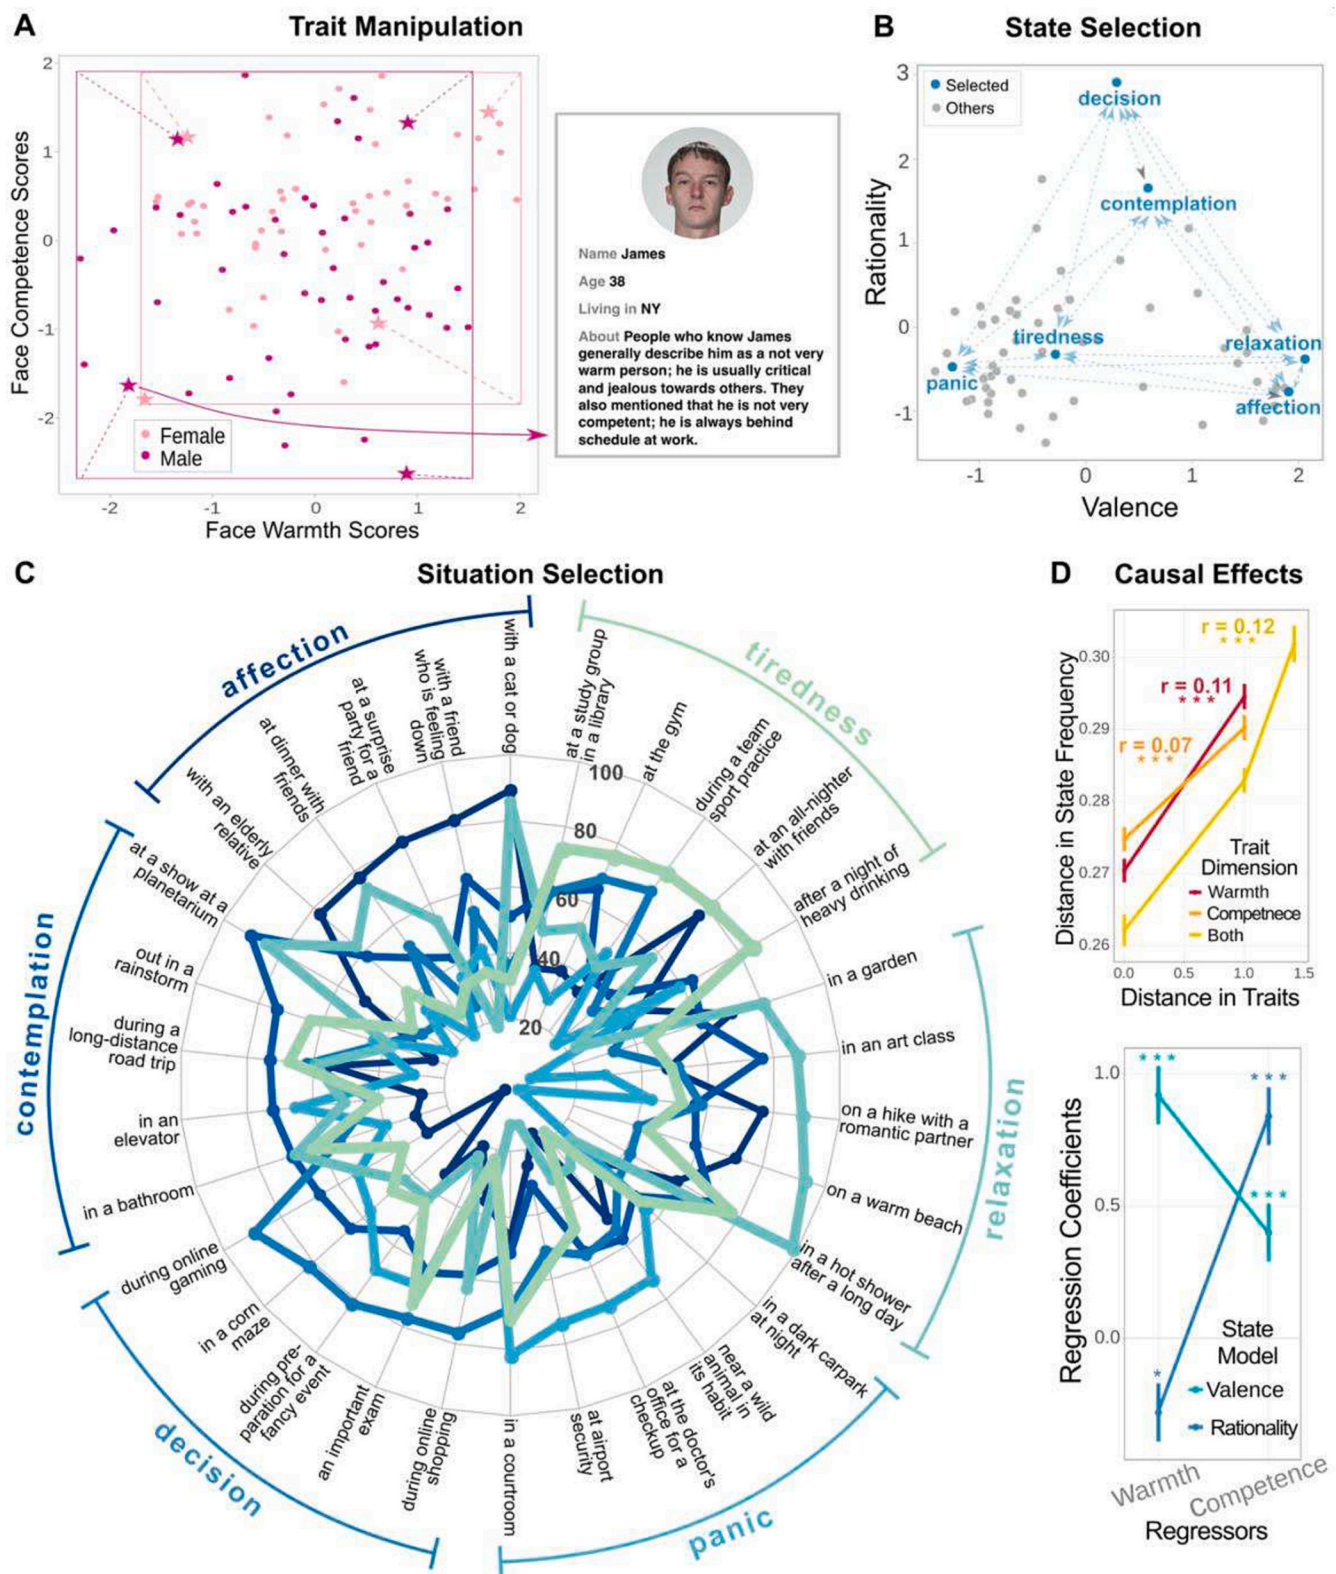 A
Trait Manipulation
Face Competence Scores
2
1
0
-1
-2
Female
Male
-2
-1
0
1
2
Face Warmth Scores
Name James
Age 38
Living in NY
About People who know James
generally describe him as a not very
warm person; he is usually critical
and jealous towards others. They
also mentioned that he is not very
competent; he is always behind
schedule at work.
B
State Selection
Rationality
3
2
1
0
-1
Selected
Others
decision
contemplation
tiredness
relaxation
panic
affection
-1
0
1
2
Valence
C
Situation Selection
affection
tiredness
relaxation
panic
decision
contemplation
with a cat or dog
at a study group
in a library
at the gym
during a team
sport practice
at an all-nighter
with friends
after a night of
heavy drinking
in a garden
in an art class
on a hike with a
romantic partner
on a warm beach
in a hot shower
after a long day
in a dark carpark
at night
near a wild
animal in
its habit
at the doctor's
office for a
checkup
at airport
security
in a courtroom
during online
shopping
an important
exam
during pre-
paration for a
fancy event
in a corn
maze
during online
gaming
in a bathroom
in an
elevator
during a
long-distance
road trip
out in a
rainstorm
at a show at a
planetarium
with an elderly
relative
at dinner with
friends
at a surprise
party for a
friend
with a friend
who is feeling
down
100
80
60
40
20
D
Causal Effects
Distance in State Frequency
0.30
0.29
0.28
0.27
0.26
r = 0.12
***
r = 0.11
***
r = 0.07
***
Trait
Dimension
Warmth
Competnece
Both
0.0
0.5
1.0
1.5
Distance in Traits
Regression Coefficients
1.0
0.5
0.0
***
***
***
*
State
Model
Valence
Rationality
Warmth
Competence
Regressors